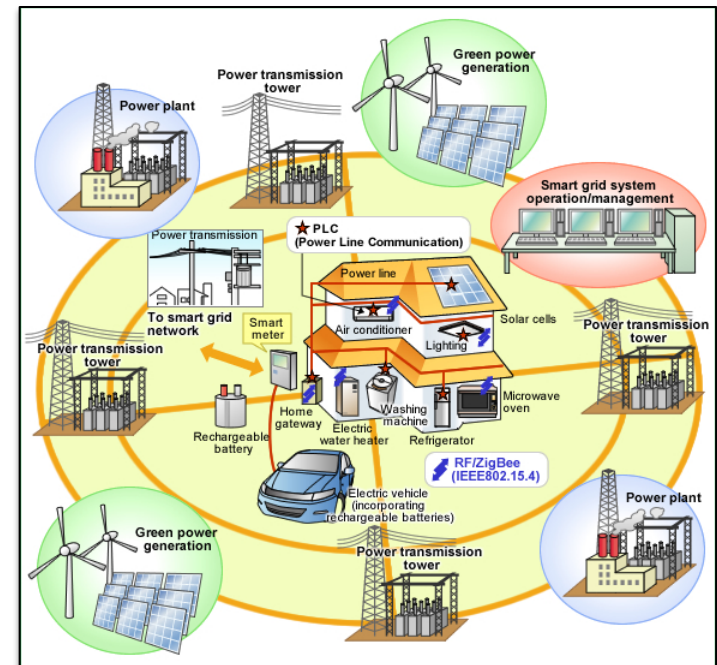 Green power
generation
Power transmission
tower
Power plant
Smart grid system
operation/management
PLC
(Power Line Communication)
Power transmission
Power line
To smart grid
network
Air conditioner
Solar cells
Lighting
Power transmission
tower
Smart
meter
Power transmission
tower
Home
gateway
Electric
water heater
Washing
machine
Refrigerator
Microwave
oven
Rechargeable
battery
RF/ZigBee
(IEEE802.15.4)
Electric vehicle
(incorporating
rechargeable batteries)
Power plant
Green power
generation
Power transmission
tower